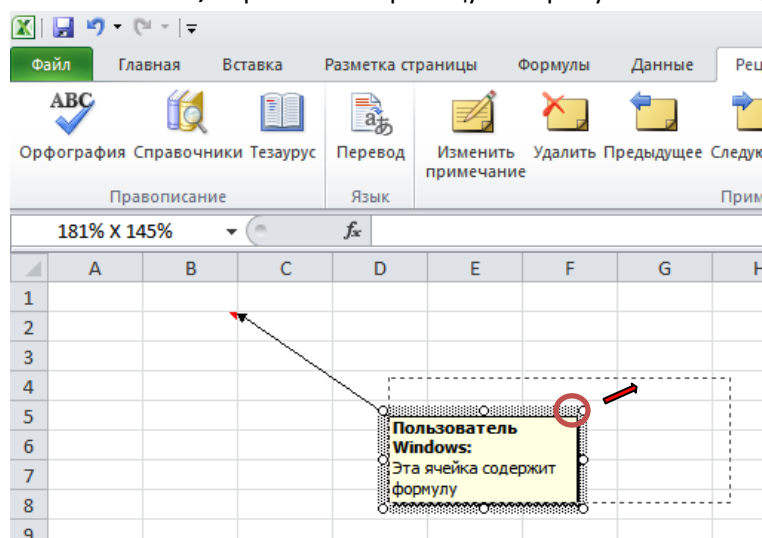 Файл Главная Вставка Разметка страницы Формулы Данные
ABC
Орфография Справочники Тезаурус Перевод Изменить примечание Удалить Предыдущее
Правописание Язык
181% X 145% fx
A B C D E F G
1
2
3
4
5
6
7
8
9
Пользователь
Windows:
Эта ячейка содержит
формулу